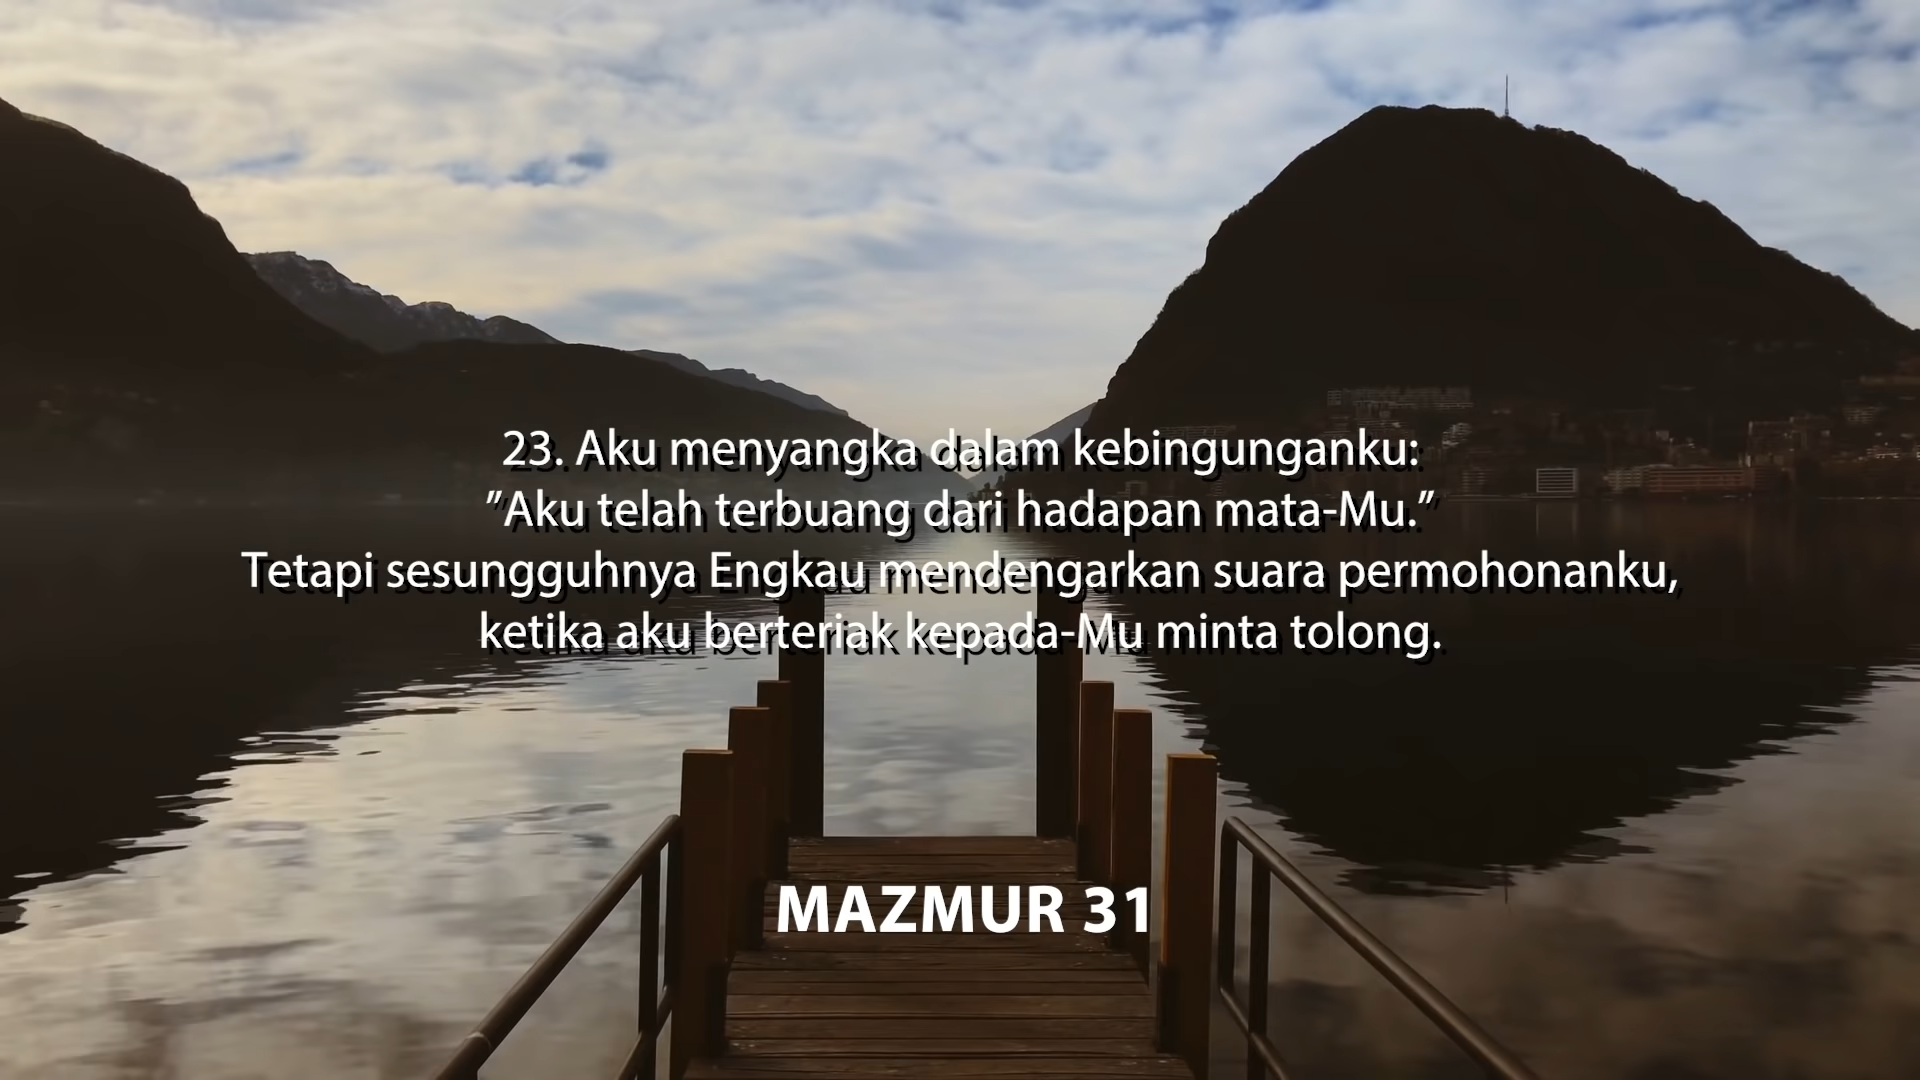 23. Aku menyangka dalam kebingunganku:
”Aku telah terbuang dari hadapan mata-Mu.”
Tetapi sesungguhnya Engkau mendengarkan suara permohonanku,
ketika aku berteriak kepada-Mu minta tolong.
MAZMUR 31